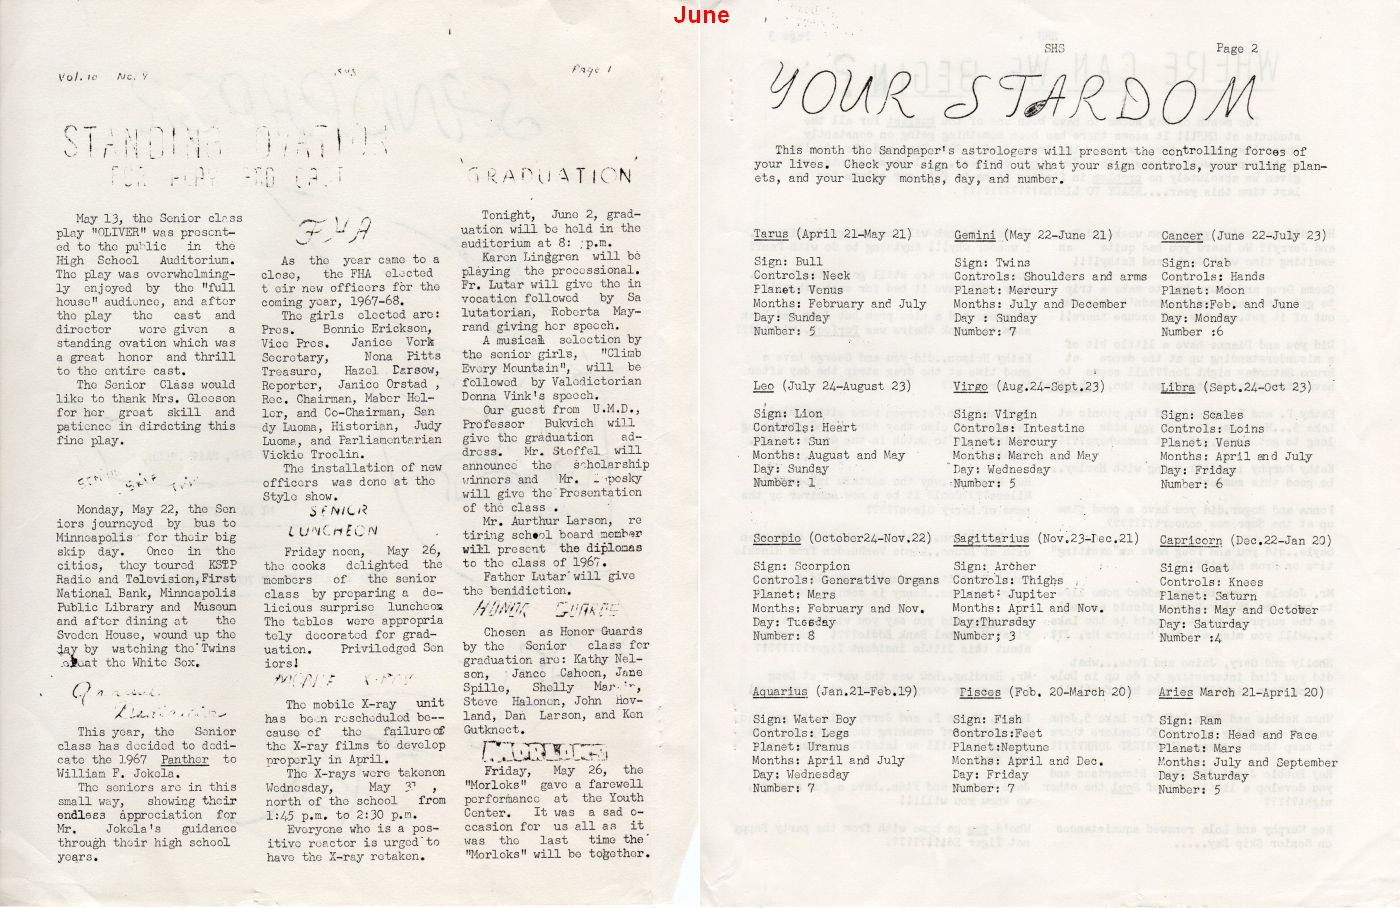 June
Vol. 10 No. 9
SHS
Page 1
STANDING OVATION
FOR PLAY AND CAST
May 13, the Senior class
play "OLIVER" was present-
ed to the public in the
High School Auditorium.
The play was overwhelming-
ly enjoyed by the "full
house" audience, and after
the play the cast and
director were given a
standing ovation which was
a great honor and thrill
to the entire cast.
The Senior Class would
like to thank Mrs. Gleeson
for her great skill and
patience in dirdcting this
fine play.
SENIOR SKIP
Monday, May 22, the Sen
iors journeyed by bus to
Minneapolis for their big
skip day. Once in the
cities, they toured KSTP
Radio and Television,First
National Bank, Minneapolis
Public Library and Museum
and after dining at the
Sveden House, wound up the
day by watching the Twins
at the White Sox.
This year, the Senior
class has decided to dedi-
cate the 1967 Panther to
William F. Jokela.
The seniors are in this
small way, showing their
endless appreciation for
Mr. Jokela's guidance
through their high school
years.
FHA
As the year came to a
close, the FHA elected
t eir new officers for the
coming year, 1967-68.
The girls elected are:
Pres. Bonnie Erickson,
Vice Pres. Janice Vork
Secretary, Nona Pitts
Treasure, Hazel Darsow,
Reporter, Janice Orstad ,
Rec. Chairman, Maber Hel-
ler, and Co-Chairman, San
dy Luoma, Historian, Judy
Luoma, and Parliamentarian
Vickie Troelin.
The installation of new
officers was done at the
Style show.
SENIOR
LUNCHEON
Friday noon, May 26,
the cooks delighted the
members of the senior
class by preparing a de-
licious surprise luncheon
The tables were appropria
tely decorated for grad-
uation. Priviledged Sen
iors!
MOBILE X-RAY
The mobile X-ray unit
has been rescheduled be--
cause of the failureof
the X-ray films to develop
properly in April.
The X-rays were takenon
Wednesday, May 31 ,
north of the school from
1:45 p.m. to 2:30 p.m.
Everyone who is a pos-
itive reactor is urged to
have the X-ray retaken.
'GRADUATION'
Tonight, June 2, grad-
uation will be held in the
auditorium at 8: p.m.
Karen Linggren will be
playing the processional.
Fr. Lutar will give the in
vocation followed by Sa
lutatorian, Roberta May-
rand giving her speech.
A musical selection by
the senior girl's, "Climb
Every Mountain", will be
followed by Valedictorian
Donna Vink's speech.
Our guest from U.M.D.,
Professor Bukvich will
give the graduation ad-
dress. Mr. Stoffel will
announce the scholarship
winners and Mr.
will give the Presentation
of the class .
Mr. Aurthur Larson, re
tiring school board member
will present the diplomas
to the class of 1967.
Father Lutar will give
the benidiction.
HONOR GUARDS
Chosen as Honor Guards
by the Senior class for
graduation are: Kathy Nel-
son, Janco Cahoon, Jane
Spille, Shelly
Steve Halonen, John Hov-
land, Dan Larson, and Ken
Gutknect.
MORLOKS
Friday, May 26, the
"Morloks" gave a farewell
performance at the Youth
Center. It was a sad o-
ccasion for us all as it
was the last time the
"Morloks" will be together.
SHS
Page 2
YOUR STARDOM
This month the Sandpaper's astrologers will present the controlling forces of
your lives. Check your sign to find out what your sign controls, your ruling plan-
ets, and your lucky months, day, and number.
Tarus (April 21-May 21)
Sign: Bull
Controls: Neck
Planet: Venus
Months: February and July
Day: Sunday
Number: 5
Gemini (May 22-June 21)
Sign: Twins
Controls: Shoulders and arms
Planet: Mercury
Months: July and December
Day : Sunday
Number: 7
Cancer (June 22-July 23)
Sign: Crab
Controls: Hands
Planet: Moon
Months:Feb. and June
Day: Monday
Number :6
Leo (July 24-August 23)
Sign: Lion
Controls: Heart
Planet: Sun
Months: August and May
Day: Sunday
Number: 1
Virgo (Aug.24-Sept.23)
Sign: Virgin
Controls: Intestine
Planet: Mercury
Months: March and May
Day: Wednesday
Number: 5
Libra (Sept.24-Oct 23)
Sign: Scales
Controls: Loins
Planet: Venus
Months: April and July
Day: Friday
Number: 6
Scorpio (October24-Nov.22)
Sign: Scorpion
Controls: Generative Organs
Planet: Mars
Months: February and Nov.
Day: Tuesday
Number: 8
Sagittarius (Nov.23-Dec.21)
Sign: Archer
Controls: Thighs
Planet: Jupiter
Months: April and Nov.
Day:Thursday
Number: 3
Capricorn (Dec.22-Jan 20)
Sign: Goat
Controls: Knees
Planet: Saturn
Months: May and October
Day: Saturday
Number :4
Aquarius (Jan.21-Feb.19)
Sign: Water Boy
Controls: Legs
Planet: Uranus
Months: April and July
Day: Wednesday
Number: 7
Pisces (Feb. 20-March 20)
Sign: Fish
Controls:Feet
Planet:Neptune
Months: April and Dec.
Day: Friday
Number: 7
Aries March 21-April 20)
Sign: Ram
Controls: Head and Face
Planet: Mars
Months: July and September
Day: Saturday
Number: 5